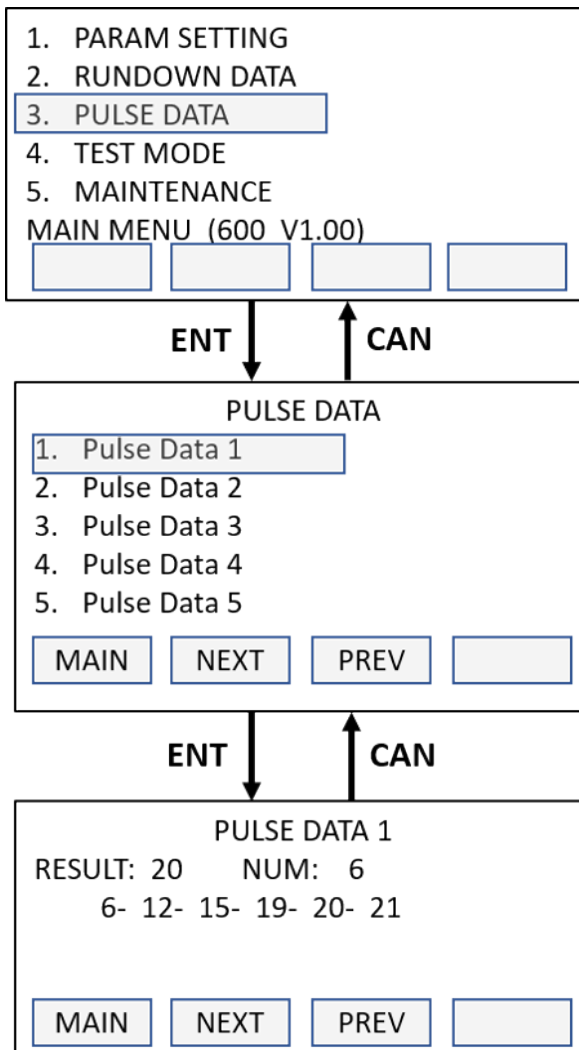 1. PARAM SETTING
2. RUNDOWN DATA
3. PULSE DATA
4. TEST MODE
5. MAINTENANCE
MAIN MENU (600 V1.00)
ENT CAN
PULSE DATA
1. Pulse Data 1
2. Pulse Data 2
3. Pulse Data 3
4. Pulse Data 4
5. Pulse Data 5
MAIN NEXT PREV
ENT CAN
PULSE DATA 1
RESULT: 20 NUM: 6
6- 12- 15- 19- 20- 21
MAIN NEXT PREV